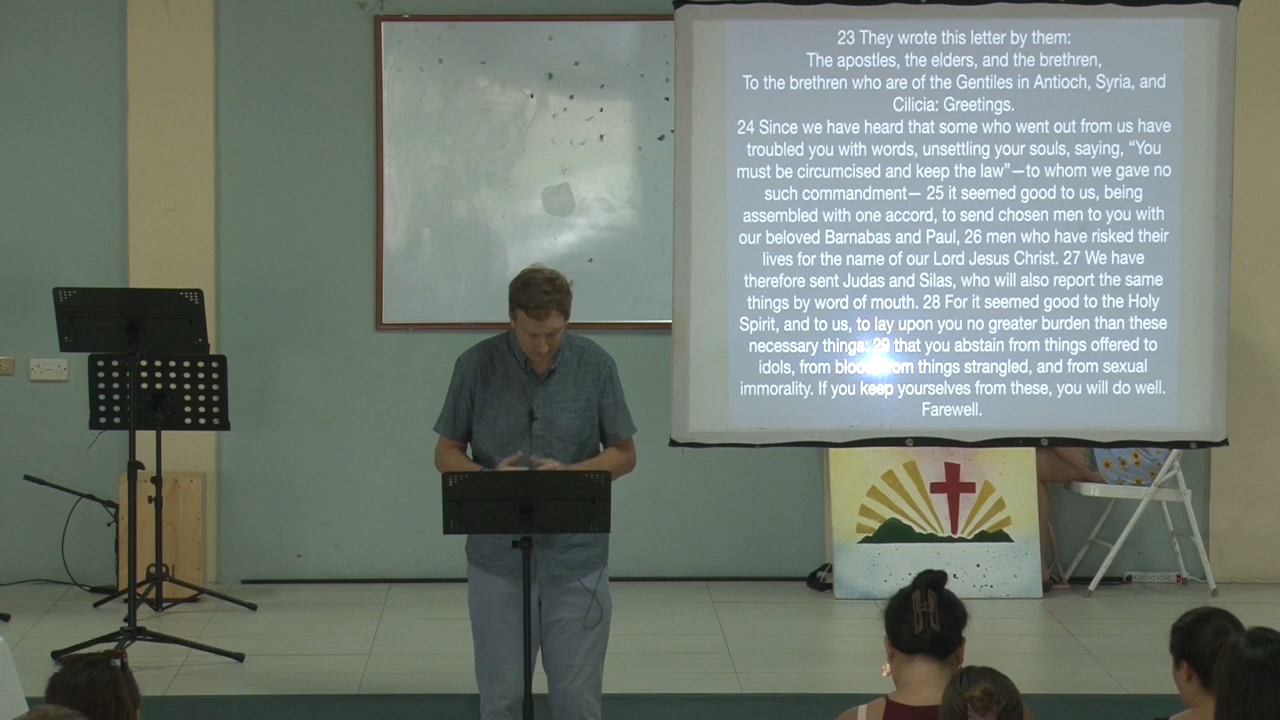 23 They wrote this letter by them:
The apostles, the elders, and the brethren,
To the brethren who are of the Gentiles in Antioch, Syria, and
Cilicia: Greetings.
24 Since we have heard that some who went out from us have
troubled you with words, unsettling your souls, saying, “You
must be circumcised and keep the law”—to whom we gave no
such commandment— 25 it seemed good to us, being
assembled with one accord, to send chosen men to you with
our beloved Barnabas and Paul, 26 men who have risked their
lives for the name of our Lord Jesus Christ. 27 We have
therefore sent Judas and Silas, who will also report the same
things by word of mouth. 28 For it seemed good to the Holy
Spirit, and to us, to lay upon you no greater burden than these
necessary things: 29 that you abstain from things offered to
idols, from blood, from things strangled, and from sexual
immorality. If you keep yourselves from these, you will do well.
Farewell.